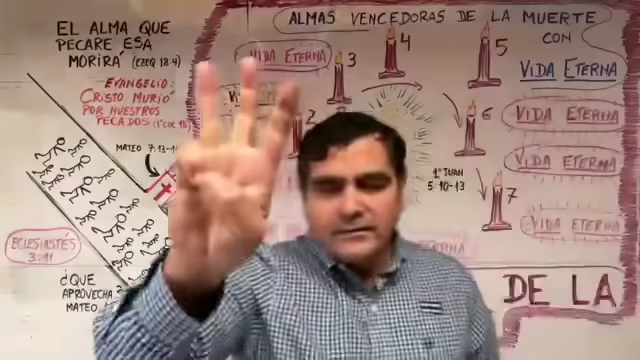 EL ALMA QUE
PECARE ESA
MORIRÁ (EZEQ 18:4)
EVANGELIO:
CRISTO MURIÓ
POR NUESTROS
PECADOS
MATEO 7:13-1
ECLESIASTÉS
3:11
¿QUE
APROVECHA
MATEO
ALMAS VENCEDORAS DE LA MUERTE
CON
VIDA ETERNA
VIDA ETERNA
3
4
5
6
7
2
VIDA ETERNA
VIDA ETERNA
VIDA ETERNA
1º JUAN
5:10-13
DE LA